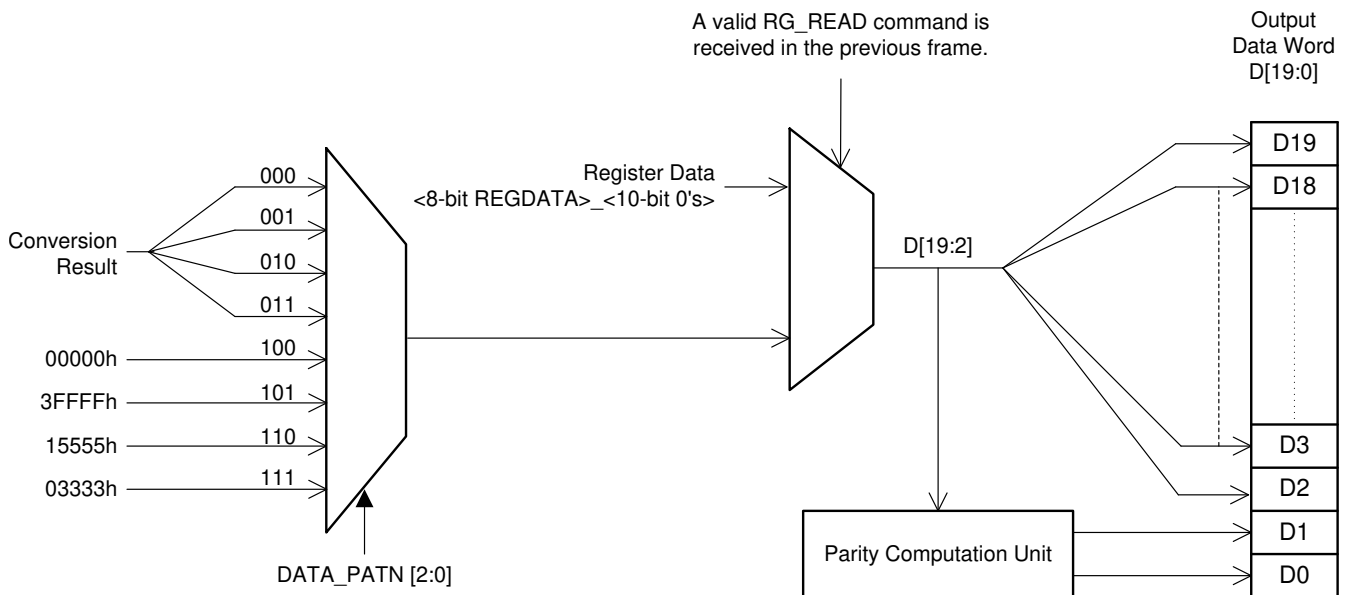 A valid RG_READ command is
received in the previous frame.
Output
Data Word
D[19:0]
Conversion
Result
000
001
010
011
00000h
100
3FFFFh
101
15555h
110
03333h
111
DATA_PATN [2:0]
Register Data
<8-bit REGDATA>_<10-bit 0's>
D[19:2]
Parity Computation Unit
D19
D18
D3
D2
D1
D0